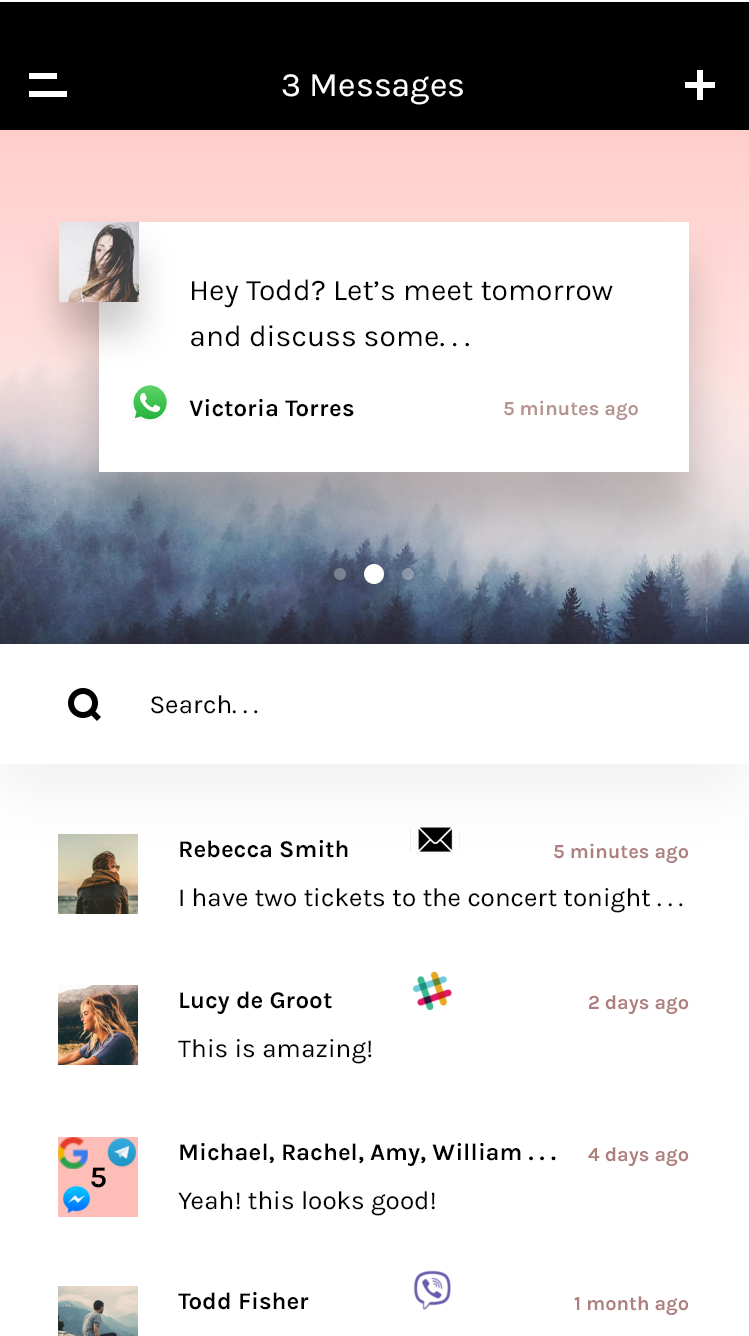 3 Messages
Hey Todd? Let’s meet tomorrow
and discuss some...
Victoria Torres
5 minutes ago
Search...
Rebecca Smith
5 minutes ago
I have two tickets to the concert tonight ...
Lucy de Groot
2 days ago
This is amazing!
5
Michael, Rachel, Amy, William ...
4 days ago
Yeah! this looks good!
Todd Fisher
1 month ago